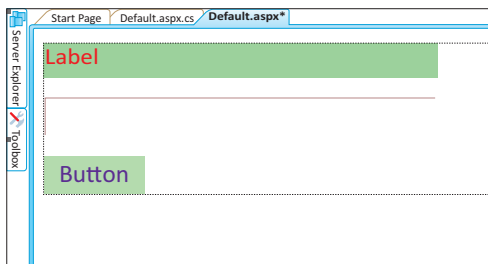 Start Page Default.aspx.cs Default.aspx*
Server Explorer
Toolbox
Label
Button